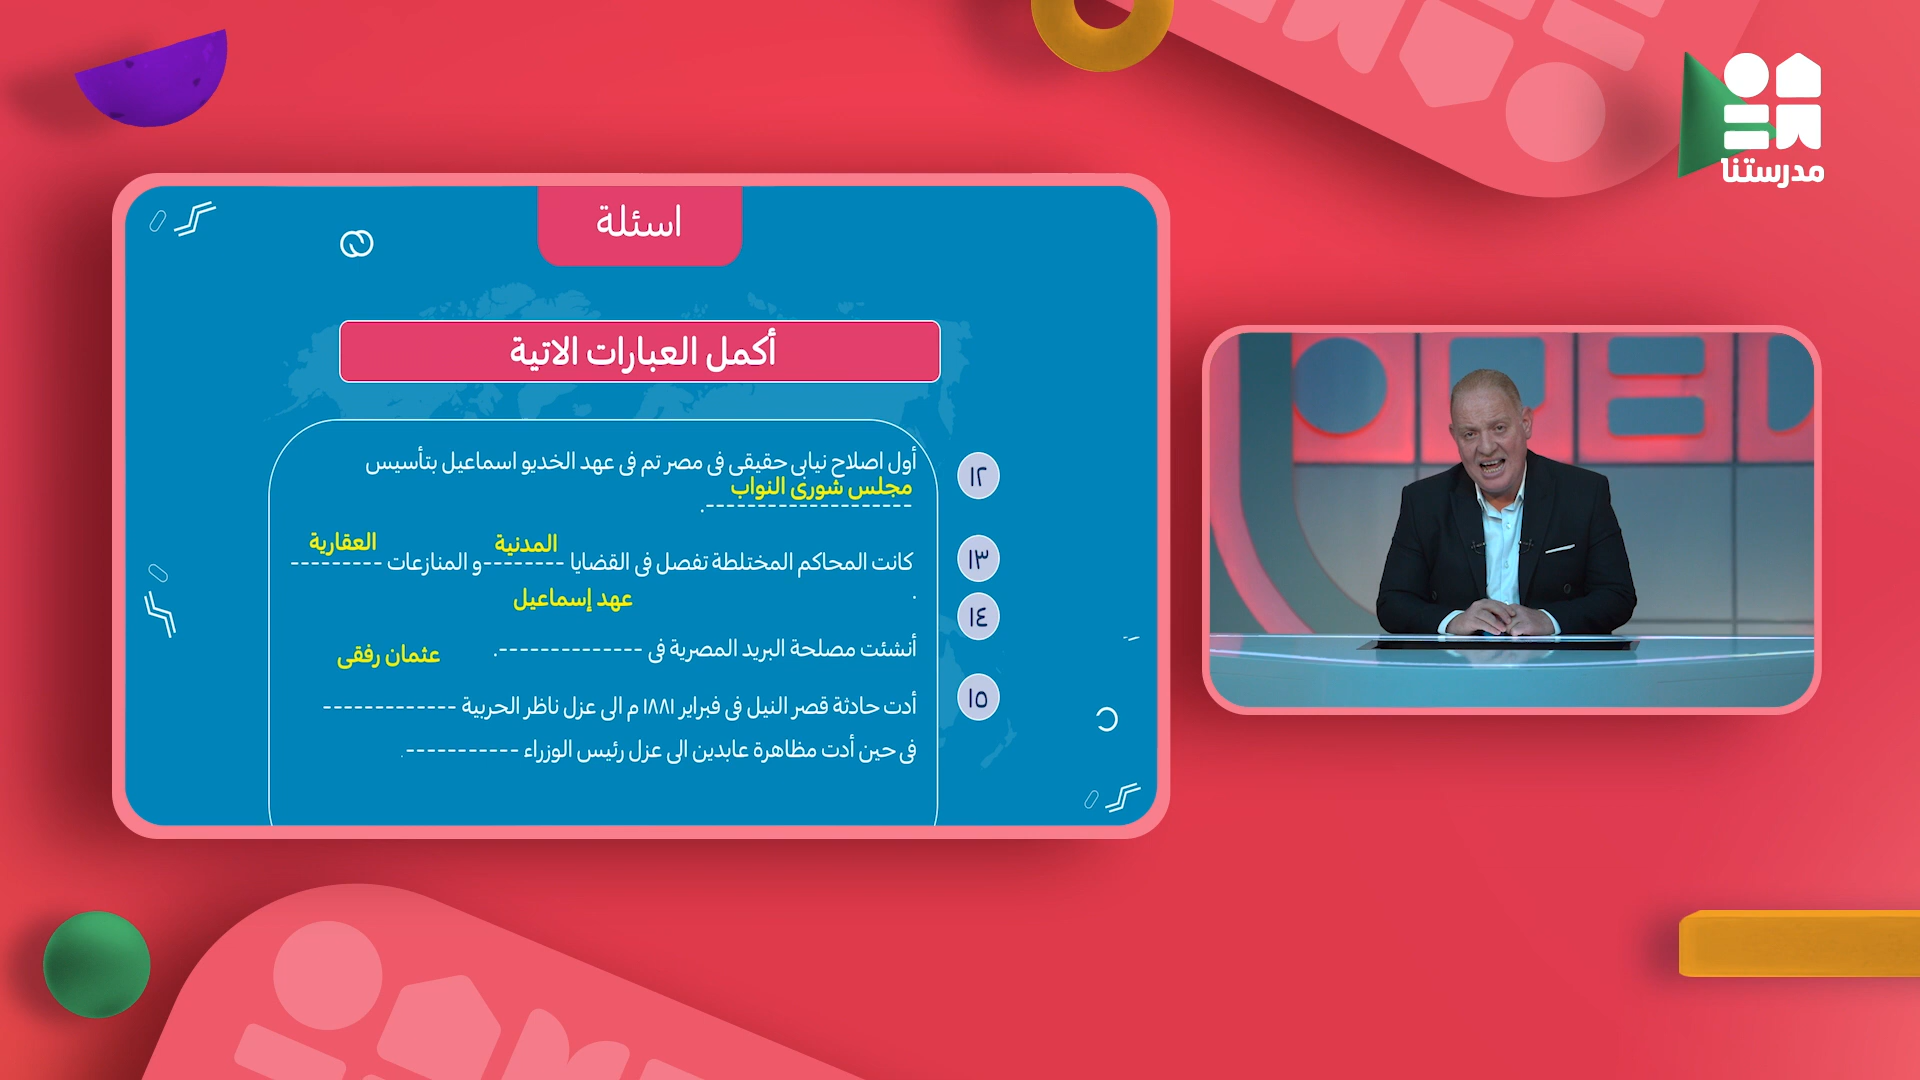 مدرستنا
اسئلة
أكمل العبارات الاتية
١٢ أول اصلاح نيابى حقيقى فى مصر تم فى عهد الخديو اسماعيل بتأسيس
مجلس شورى النواب
--------------------.
العقارية المدنية
١٣ كانت المحاكم المختلطة تفصل فى القضايا --------و المنازعات ---------
.
عهد إسماعيل
١٤ أنشئت مصلحة البريد المصرية فى --------------.
عثمان رفقى
١٥ أدت حادثة قصر النيل فى فبراير ١٨٨١ م الى عزل ناظر الحربية -------------
فى حين أدت مظاهرة عابدين الى عزل رئيس الوزراء -----------.